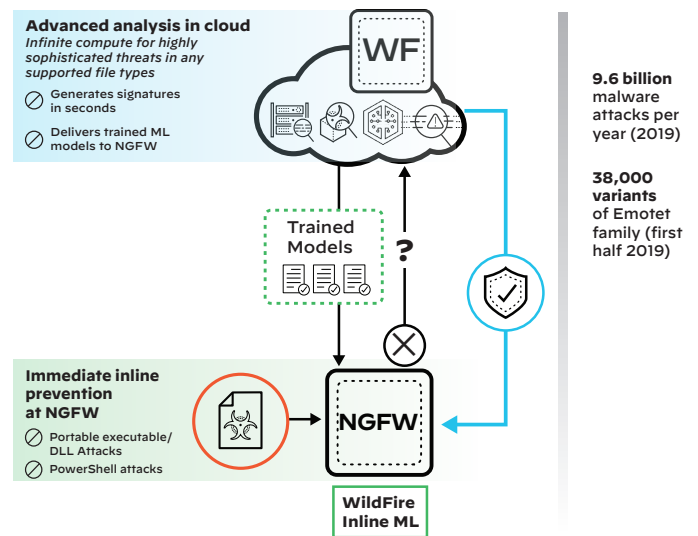 Advanced analysis in cloud
Infinite compute for highly
sophisticated threats in any
supported file types
Generates signatures
in seconds
Delivers trained ML
models to NGFW
WF
Trained
Models
?
Immediate inline
prevention
at NGFW
Portable executable/
DLL Attacks
PowerShell attacks
NGFW
WildFire
Inline ML
9.6 billion
malware
attacks per
year (2019)
38,000
variants
of Emotet
family (first
half 2019)